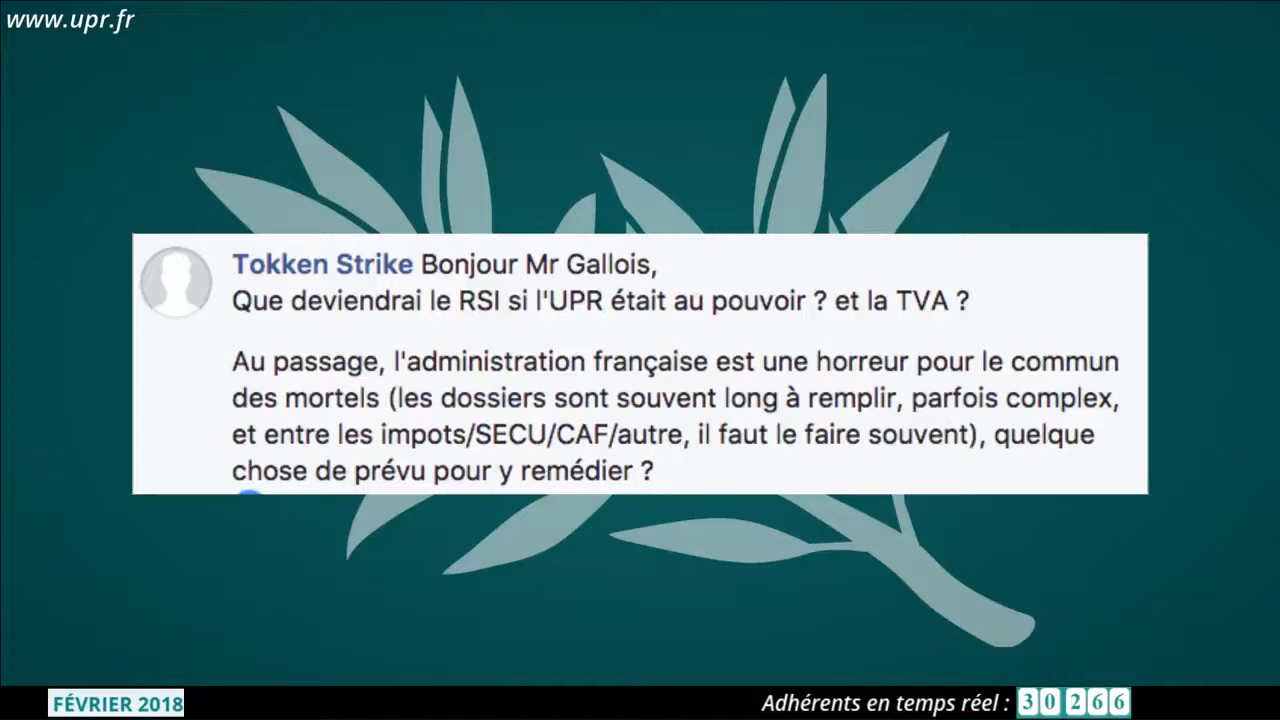 www.upr.fr
Tokken Strike Bonjour Mr Gallois,
Que deviendrai le RSI si l'UPR était au pouvoir ? et la TVA ?
Au passage, l'administration française est une horreur pour le commun
des mortels (les dossiers sont souvent long à remplir, parfois complex,
et entre les impots/SECU/CAF/autre, il faut le faire souvent), quelque
chose de prévu pour y remédier ?
FÉVRIER 2018
Adhérents en temps réel : 30 266